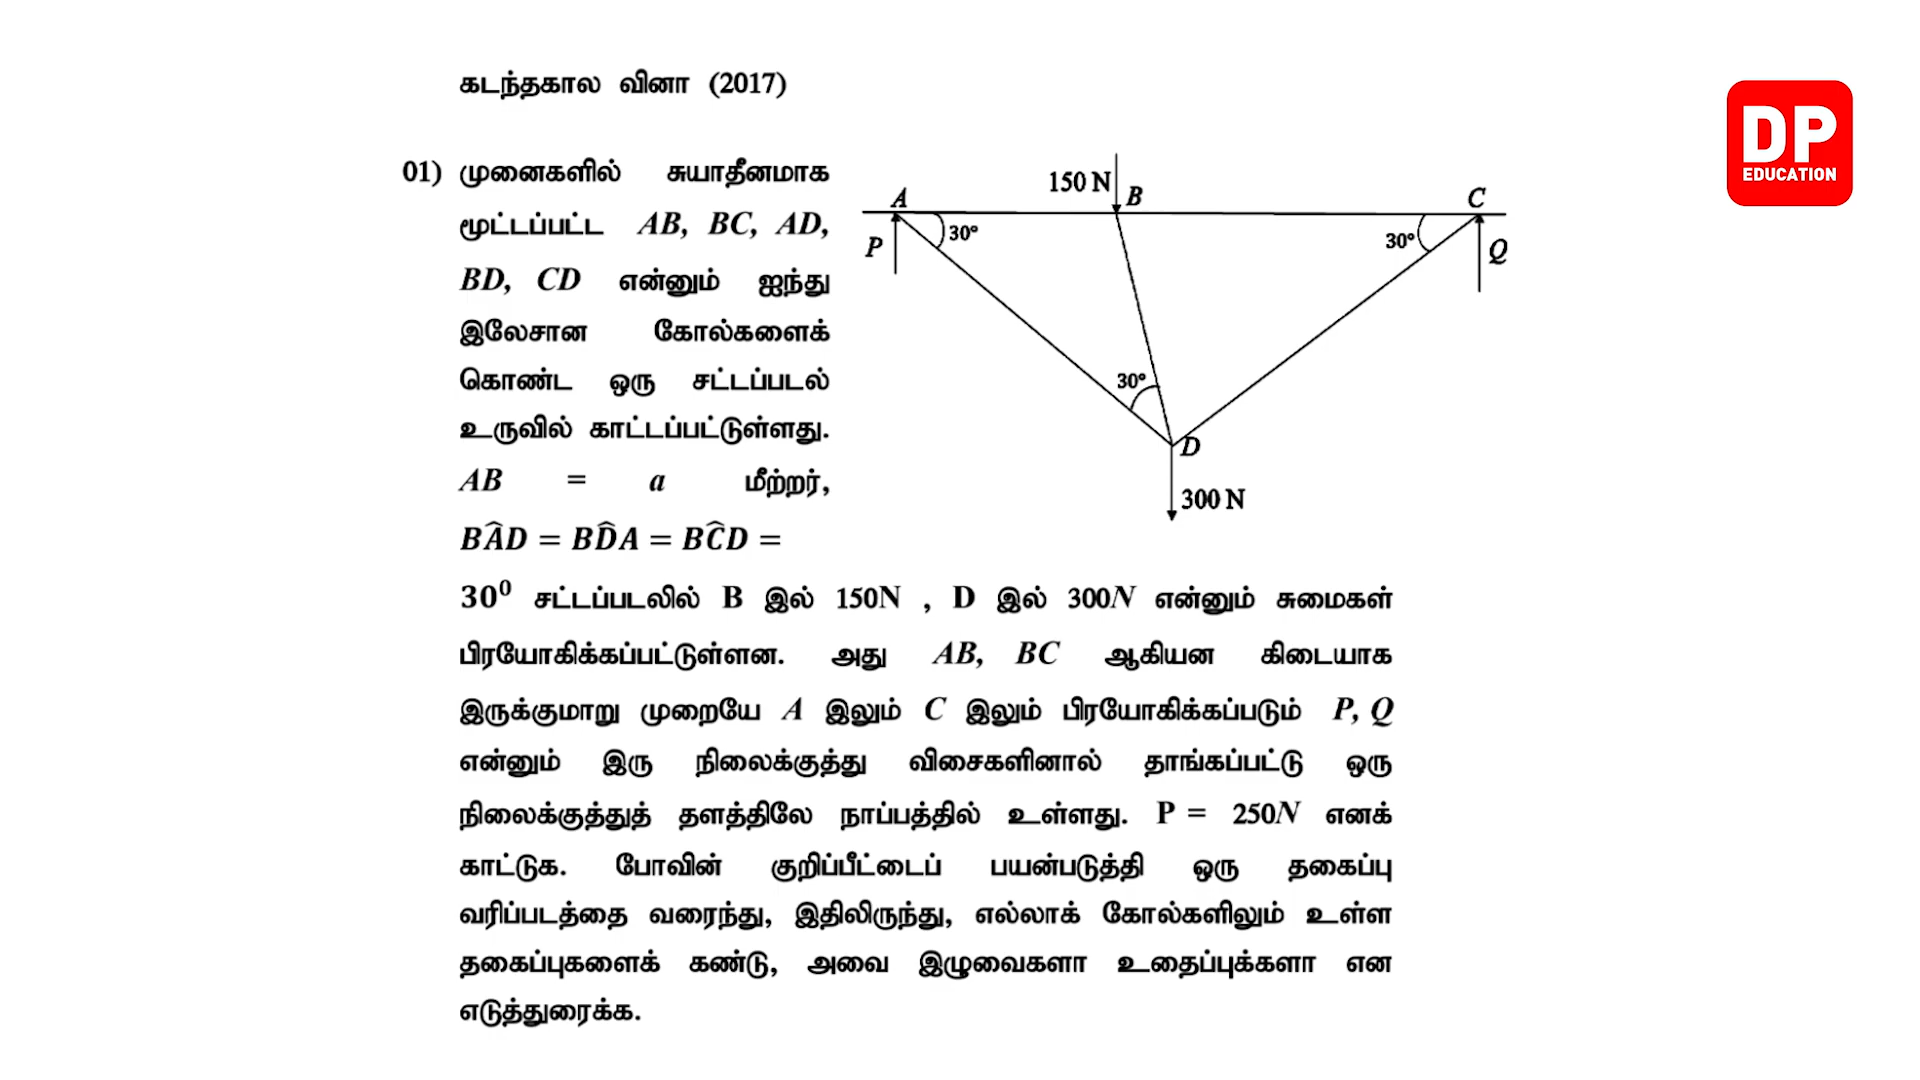 கடந்தகால வினா (2017)
DP
EDUCATION
01) முனைகளில் சுயாதீனமாக
மூட்டப்பட்ட AB, BC, AD,
BD, CD என்னும் ஐந்து
இலேசான கோல்களைக்
கொண்ட ஒரு சட்டப்படல்
உருவில் காட்டப்பட்டுள்ளது.
AB = a மீற்றர்,
BÂD = BD̂A = BĈD =
150 N
A
B
C
P
30°
30°
Q
30°
D
300 N
30⁰ சட்டப்படலில் B இல் 150N , D இல் 300N என்னும் சுமைகள்
பிரயோகிக்கப்பட்டுள்ளன. அது AB, BC ஆகியன கிடையாக
இருக்குமாறு முறையே A இலும் C இலும் பிரயோகிக்கப்படும் P, Q
என்னும் இரு நிலைக்குத்து விசைகளினால் தாங்கப்பட்டு ஒரு
நிலைக்குத்துத் தளத்திலே நாப்பத்தில் உள்ளது. P = 250N எனக்
காட்டுக. போவின் குறிப்பீட்டைப் பயன்படுத்தி ஒரு தகைப்பு
வரிப்படத்தை வரைந்து, இதிலிருந்து, எல்லாக் கோல்களிலும் உள்ள
தகைப்புகளைக் கண்டு, அவை இழுவைகளா உதைப்புக்களா என
எடுத்துரைக்க.